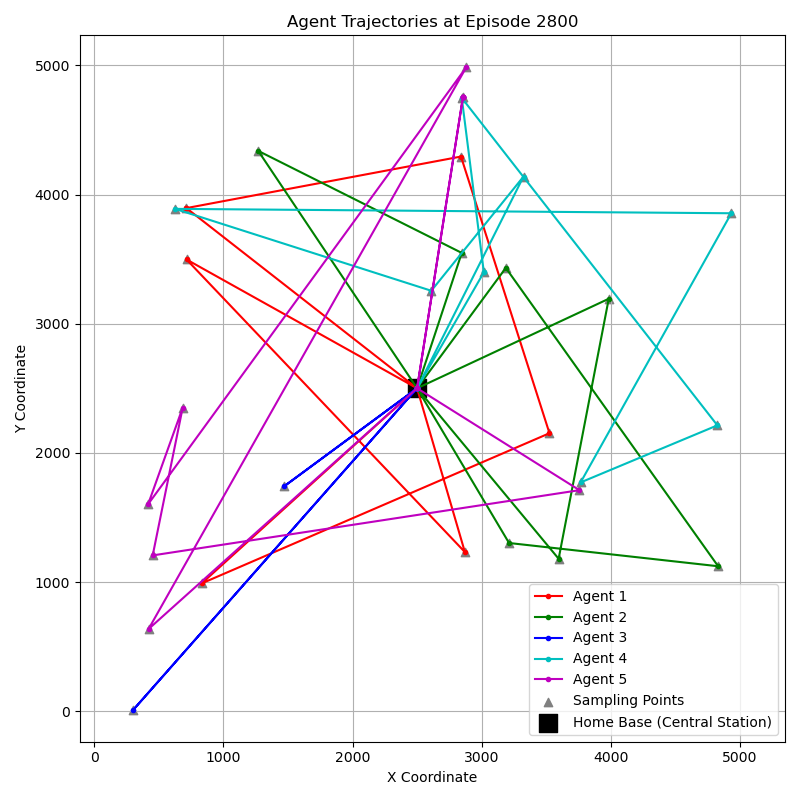 Agent Trajectories at Episode 2800
Y Coordinate
5000
4000
3000
2000
1000
0
0 1000 2000 3000 4000 5000
X Coordinate
Agent 1
Agent 2
Agent 3
Agent 4
Agent 5
Sampling Points
Home Base (Central Station)